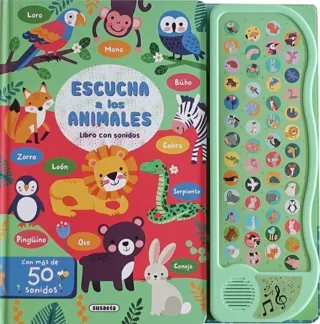 Loro
Mono
Búho
ESCUCHA
a los
ANIMALES
Libro con sonidos
Cebra
Zorro
León
Serpiente
Pingüino
Oso
Conejo
Con más de
50
sonidos
SUSAETA